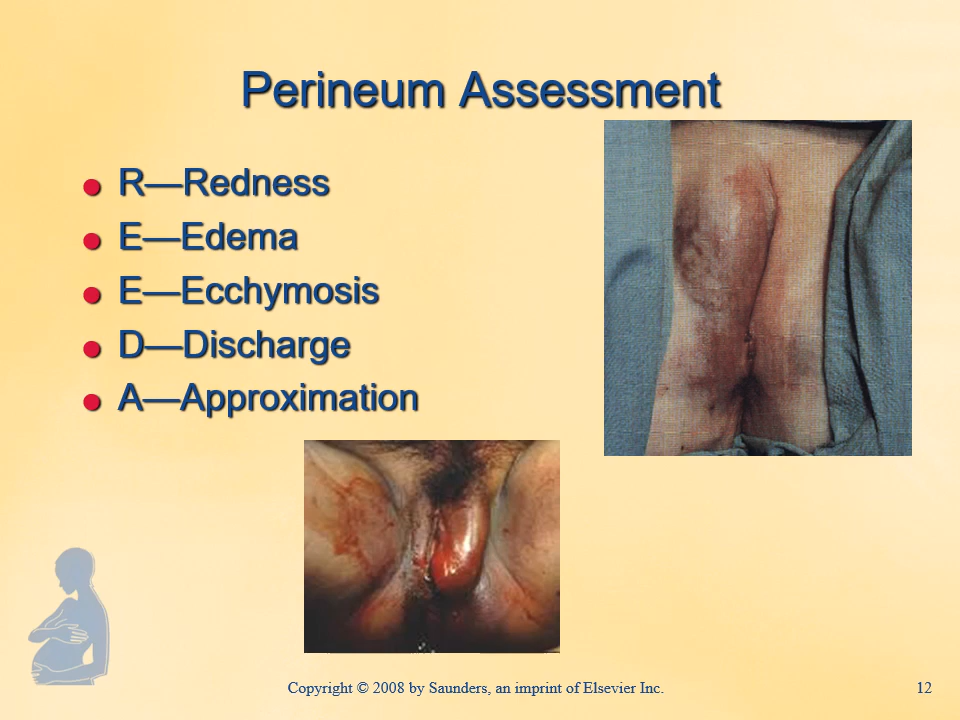 Perineum Assessment
R—Redness
E—Edema
E—Ecchymosis
D—Discharge
A—Approximation
Copyright © 2008 by Saunders, an imprint of Elsevier Inc.
12